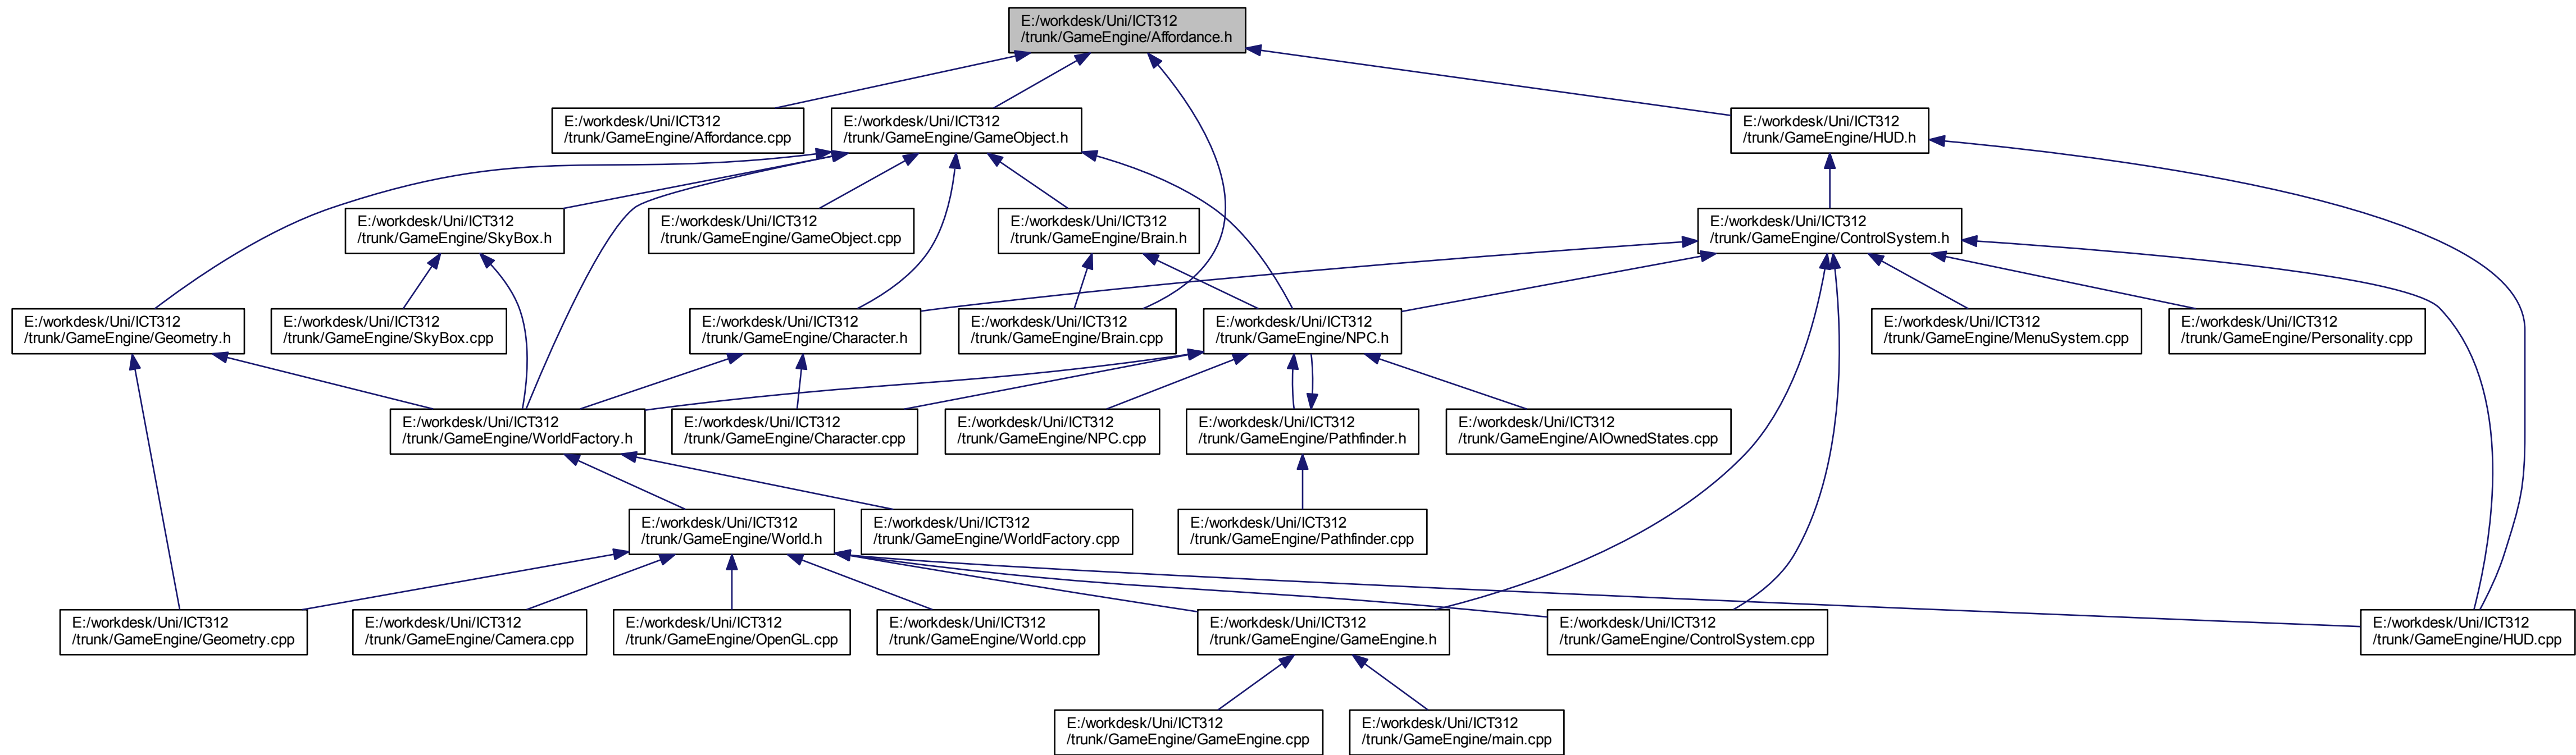 E:/workdesk/Uni/ICT312
/trunk/GameEngine/Affordance.h
E:/workdesk/Uni/ICT312
/trunk/GameEngine/Affordance.cpp
E:/workdesk/Uni/ICT312
/trunk/GameEngine/GameObject.h
E:/workdesk/Uni/ICT312
/trunk/GameEngine/HUD.h
E:/workdesk/Uni/ICT312
/trunk/GameEngine/SkyBox.h
E:/workdesk/Uni/ICT312
/trunk/GameEngine/GameObject.cpp
E:/workdesk/Uni/ICT312
/trunk/GameEngine/Brain.h
E:/workdesk/Uni/ICT312
/trunk/GameEngine/ControlSystem.h
E:/workdesk/Uni/ICT312
/trunk/GameEngine/Geometry.h
E:/workdesk/Uni/ICT312
/trunk/GameEngine/SkyBox.cpp
E:/workdesk/Uni/ICT312
/trunk/GameEngine/Character.h
E:/workdesk/Uni/ICT312
/trunk/GameEngine/Brain.cpp
E:/workdesk/Uni/ICT312
/trunk/GameEngine/NPC.h
E:/workdesk/Uni/ICT312
/trunk/GameEngine/MenuSystem.cpp
E:/workdesk/Uni/ICT312
/trunk/GameEngine/Personality.cpp
E:/workdesk/Uni/ICT312
/trunk/GameEngine/WorldFactory.h
E:/workdesk/Uni/ICT312
/trunk/GameEngine/Character.cpp
E:/workdesk/Uni/ICT312
/trunk/GameEngine/NPC.cpp
E:/workdesk/Uni/ICT312
/trunk/GameEngine/Pathfinder.h
E:/workdesk/Uni/ICT312
/trunk/GameEngine/AIOwnedStates.cpp
E:/workdesk/Uni/ICT312
/trunk/GameEngine/World.h
E:/workdesk/Uni/ICT312
/trunk/GameEngine/WorldFactory.cpp
E:/workdesk/Uni/ICT312
/trunk/GameEngine/Pathfinder.cpp
E:/workdesk/Uni/ICT312
/trunk/GameEngine/Geometry.cpp
E:/workdesk/Uni/ICT312
/trunk/GameEngine/Camera.cpp
E:/workdesk/Uni/ICT312
/trunk/GameEngine/OpenGL.cpp
E:/workdesk/Uni/ICT312
/trunk/GameEngine/World.cpp
E:/workdesk/Uni/ICT312
/trunk/GameEngine/GameEngine.h
E:/workdesk/Uni/ICT312
/trunk/GameEngine/ControlSystem.cpp
E:/workdesk/Uni/ICT312
/trunk/GameEngine/HUD.cpp
E:/workdesk/Uni/ICT312
/trunk/GameEngine/GameEngine.cpp
E:/workdesk/Uni/ICT312
/trunk/GameEngine/main.cpp